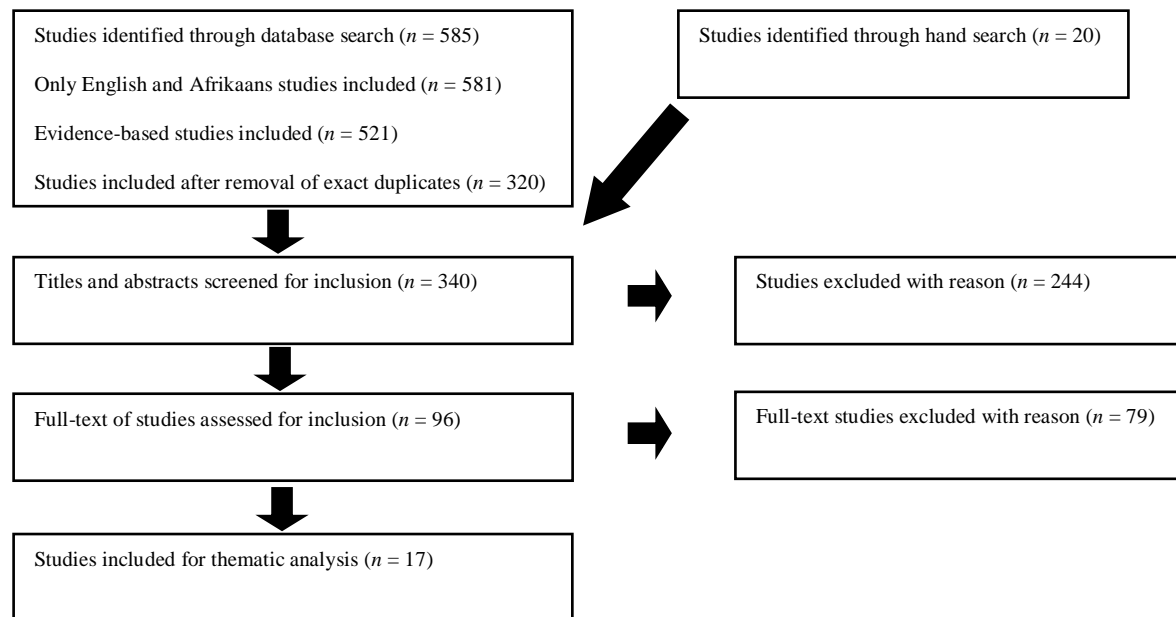 Studies identified through database search (n = 585)
Only English and Afrikaans studies included (n = 581)
Evidence-based studies included (n = 521)
Studies included after removal of exact duplicates (n = 320)
Studies identified through hand search (n = 20)
Titles and abstracts screened for inclusion (n = 340)
Studies excluded with reason (n = 244)
Full-text of studies assessed for inclusion (n = 96)
Full-text studies excluded with reason (n = 79)
Studies included for thematic analysis (n = 17)